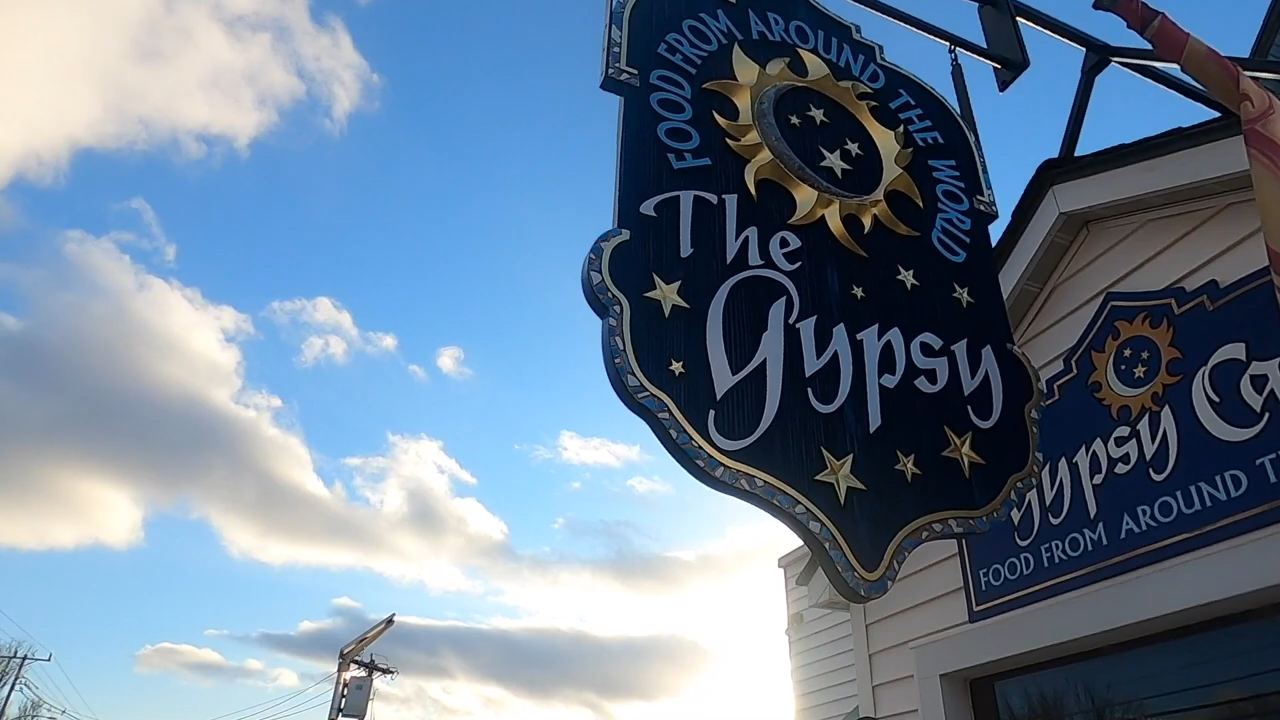 FOOD FROM AROUND THE WORLD
The
Gypsy
Gypsy
FOOD FROM AROUND